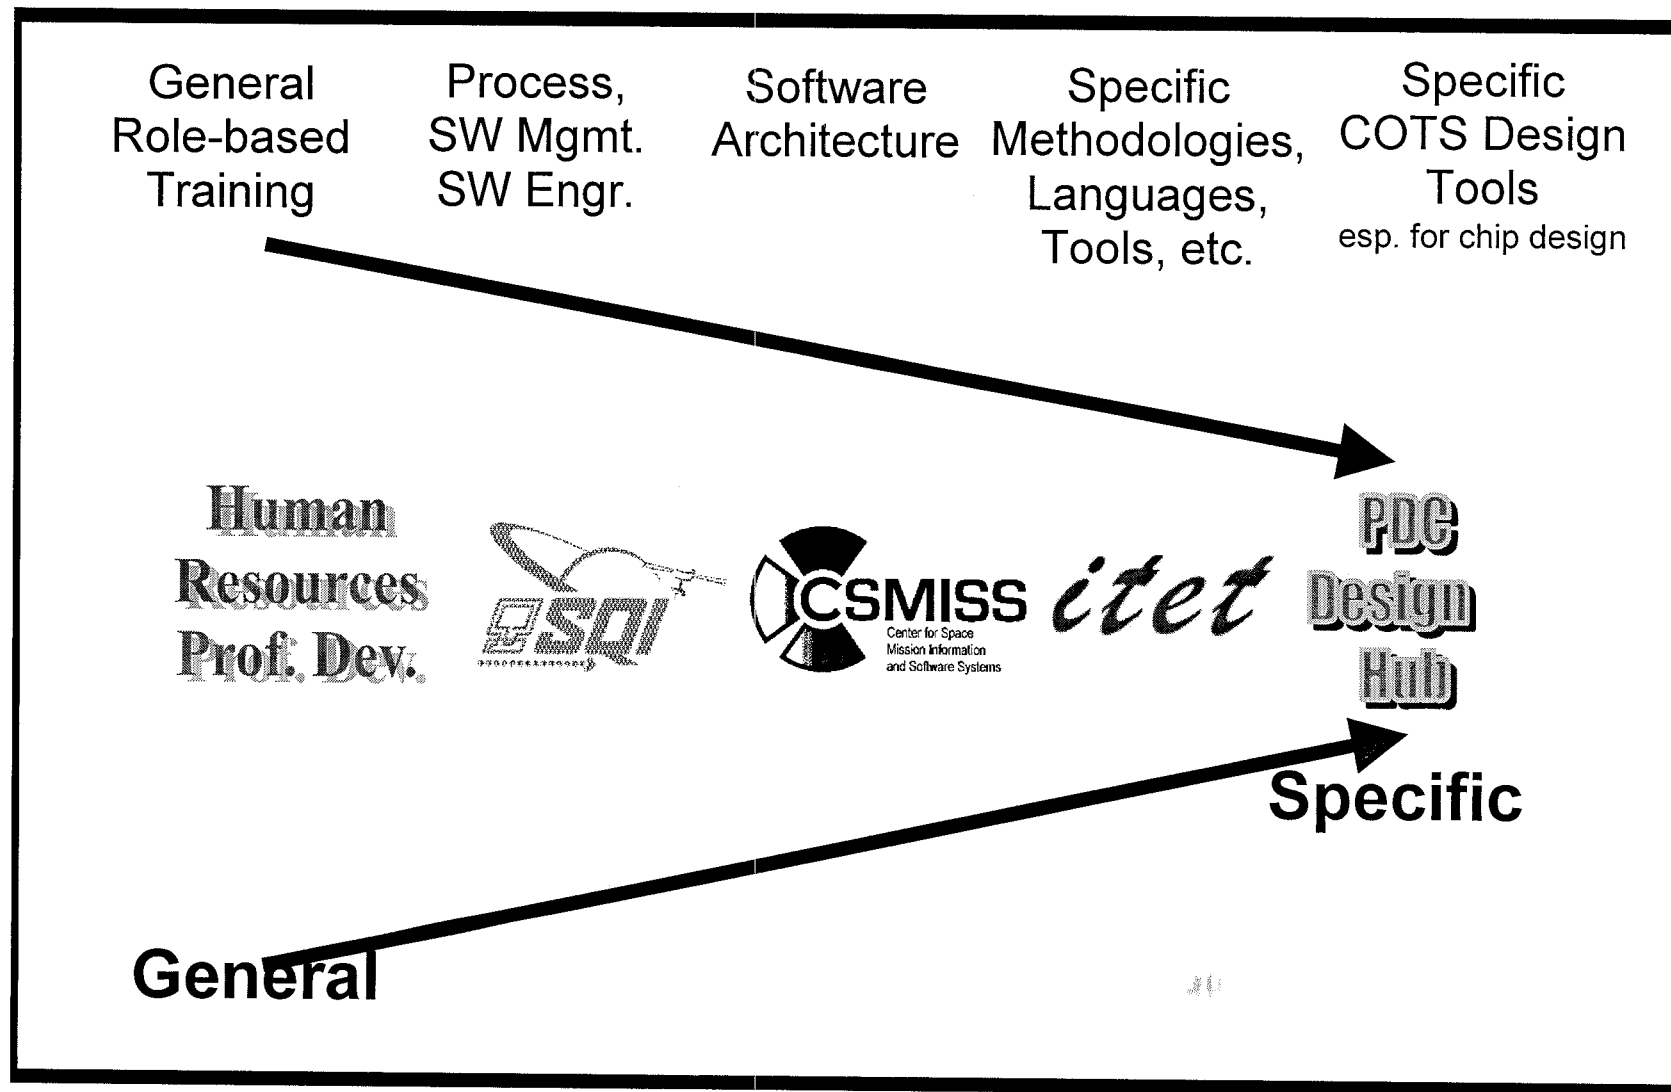 General
Role-based
Training
Process,
SW Mgmt.
SW Engr.
Software
Architecture
Specific
Methodologies,
Languages,
Tools, etc.
Specific
COTS Design
Tools
esp. for chip design
Human
Resources
Prof. Dev.
SQI
CSMISS
Center for Space
Mission Information
and Software Systems
itet
PDC
Design
Hub
Specific
General